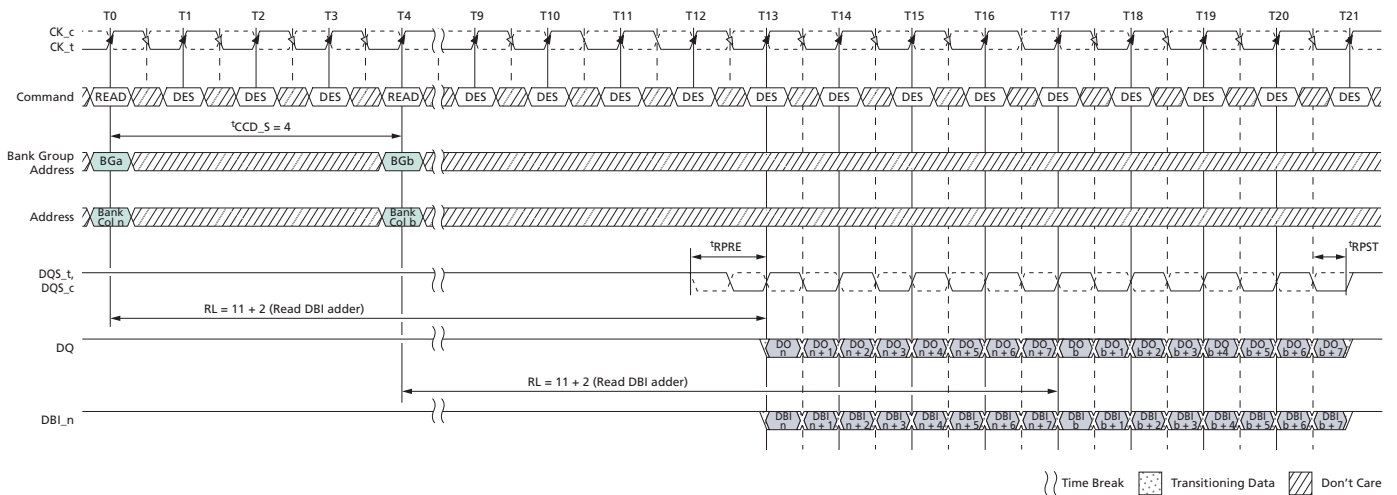 T0 T1 T2 T3 T4 T9 T10 T11 T12 T13 T14 T15 T16 T17 T18 T19 T20 T21
CK_c
CK_t
Command READ DES DES DES READ DES DES DES DES DES DES DES DES DES DES DES DES DES
tCCD_S = 4
Bank Group
Address
BGa BGb
Address
Bank
Col n
Bank
Col b
tRPRE tRPST
DQS_t,
DQS_c
RL = 11 + 2 (Read DBI adder)
DQ
DO DO DO DO DO DO DO DO DO DO DO DO DO DO DO DO
n n + 1 n + 2 n + 3 n + 4 n + 5 n + 6 n + 7 b b + 1 b + 2 b + 3 b + 4 b + 5 b + 6 b + 7
RL = 11 + 2 (Read DBI adder)
DBI_n
DBI DBI DBI DBI DBI DBI DBI DBI DBI DBI DBI DBI DBI DBI DBI DBI
n n + 1 n + 2 n + 3 n + 4 n + 5 n + 6 n + 7 b b + 1 b + 2 b + 3 b + 4 b + 5 b + 6 b + 7
Time Break Transitioning Data Don't Care